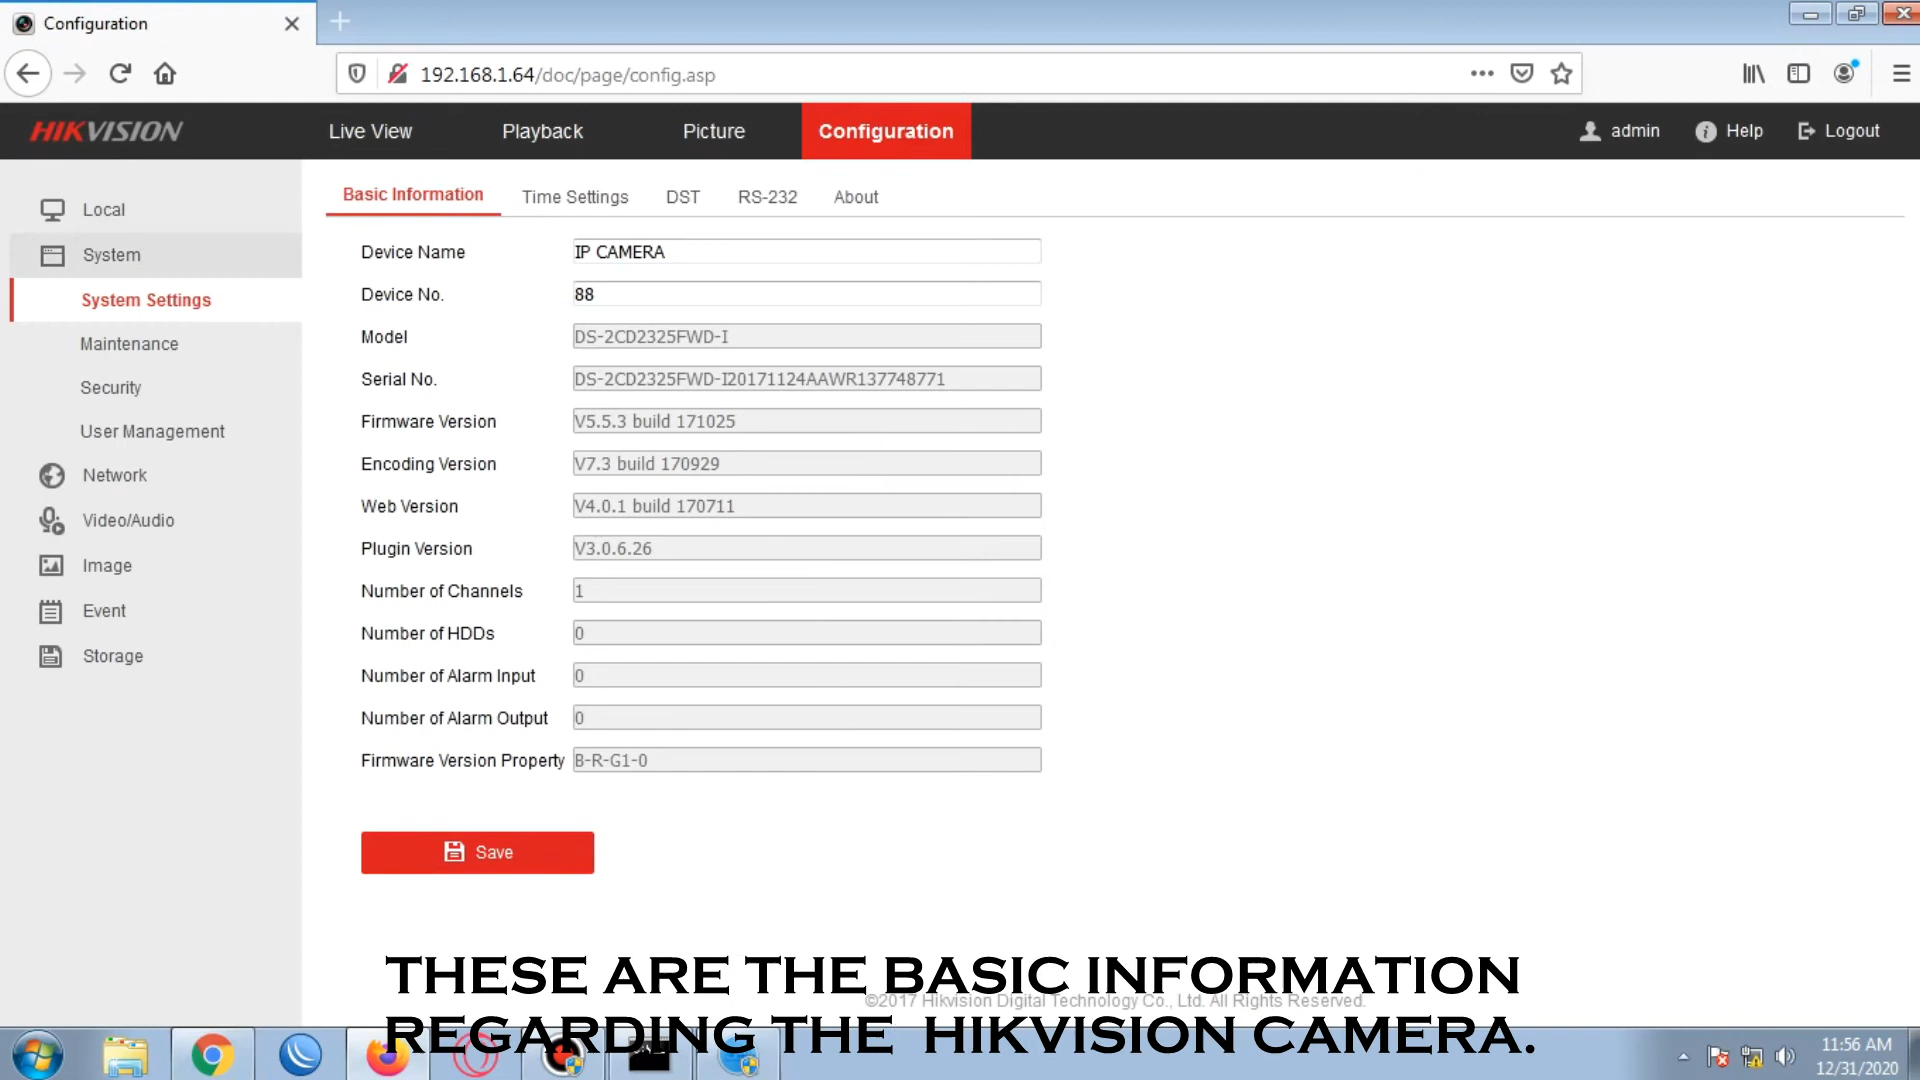 Configuration
192.168.1.64/doc/page/config.asp
HIKVISION
Live View
Playback
Picture
Configuration
admin
Help
Logout
Local
System
System Settings
Maintenance
Security
User Management
Network
Video/Audio
Image
Event
Storage
Basic Information
Time Settings
DST
RS-232
About
Device Name IP CAMERA
Device No. 88
Model DS-2CD2325FWD-I
Serial No. DS-2CD2325FWD-I20171124AAWR137748771
Firmware Version V5.5.3 build 171025
Encoding Version V7.3 build 170929
Web Version V4.0.1 build 170711
Plugin Version V3.0.6.26
Number of Channels 1
Number of HDDs 0
Number of Alarm Input 0
Number of Alarm Output 0
Firmware Version Property B-R-G1-0
Save
THESE ARE THE BASIC INFORMATION
©2017 Hikvision Digital Technology Co., Ltd. All Rights Reserved.
REGARDING THE HIKVISION CAMERA.
11:56 AM
12/31/2020